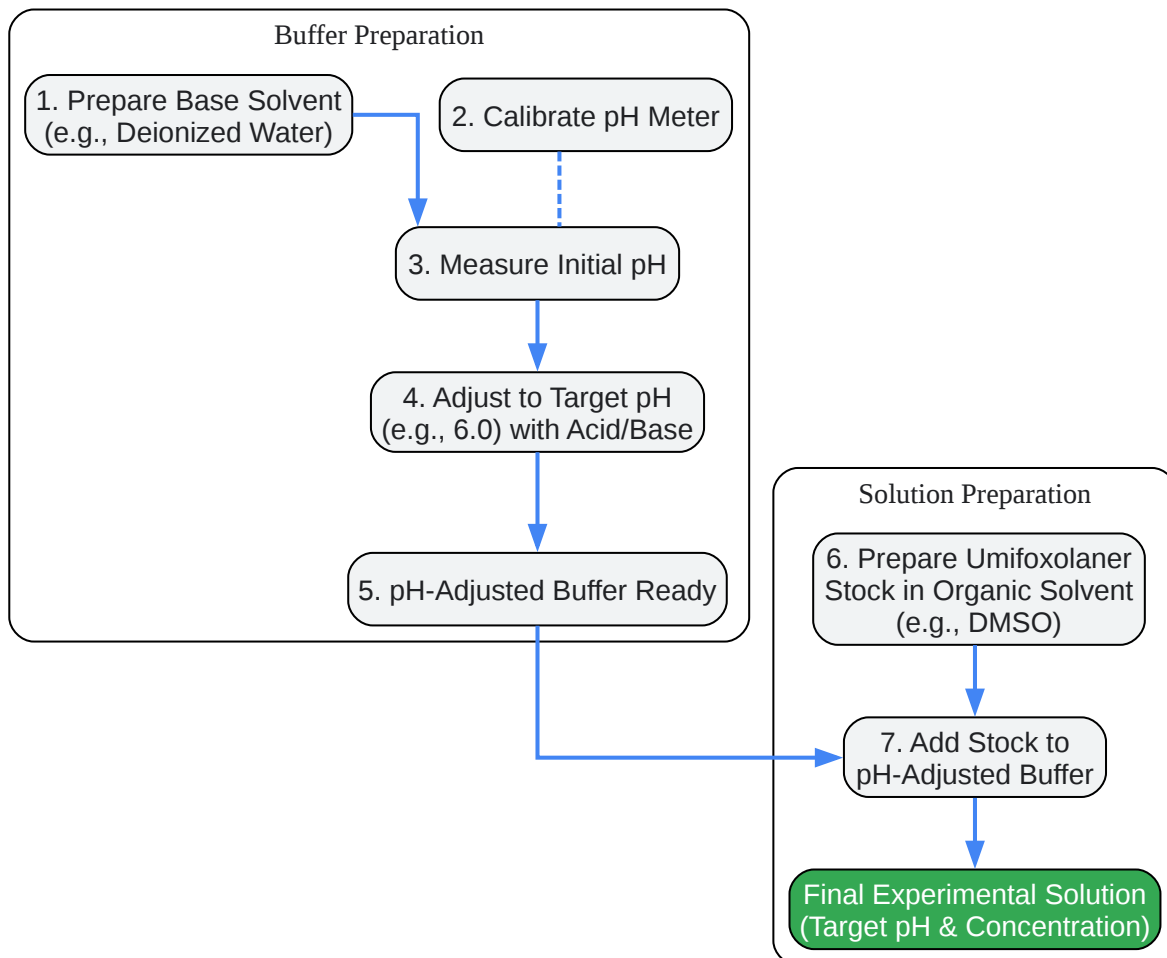 Buffer Preparation
1. Prepare Base Solvent
(e.g., Deionized Water)
2. Calibrate pH Meter
3. Measure Initial pH
4. Adjust to Target pH
(e.g., 6.0) with Acid/Base
5. pH-Adjusted Buffer Ready
Solution Preparation
6. Prepare Umifoxolaner
Stock in Organic Solvent
(e.g., DMSO)
7. Add Stock to
pH-Adjusted Buffer
Final Experimental Solution
(Target pH & Concentration)